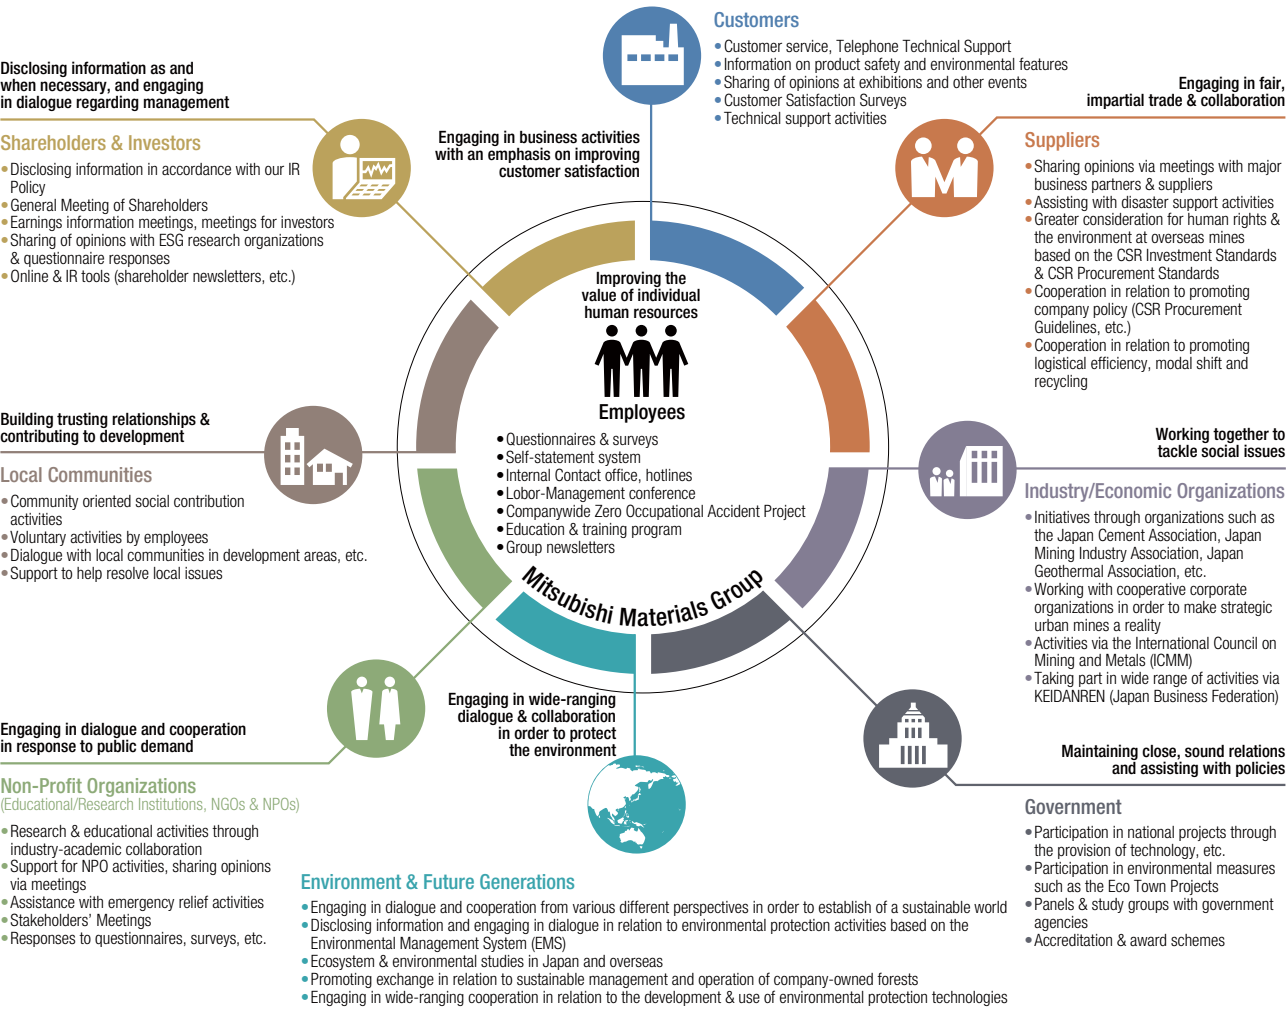 Customers
• Customer service, Telephone Technical Support
• Information on product safety and environmental features
• Sharing of opinions at exhibitions and other events
• Customer Satisfaction Surveys
• Technical support activities
Engaging in business activities
with an emphasis on improving
customer satisfaction
Disclosing information as and
when necessary, and engaging
in dialogue regarding management
Shareholders & Investors
• Disclosing information in accordance with our IR
Policy
• General Meeting of Shareholders
• Earnings information meetings, meetings for investors
• Sharing of opinions with ESG research organizations
& questionnaire responses
• Online & IR tools (shareholder newsletters, etc.)
Engaging in fair,
impartial trade & collaboration
Suppliers
• Sharing opinions via meetings with major
business partners & suppliers
• Assisting with disaster support activities
• Greater consideration for human rights &
the environment at overseas mines
based on the CSR Investment Standards
& CSR Procurement Standards
• Cooperation in relation to promoting
company policy (CSR Procurement
Guidelines, etc.)
• Cooperation in relation to promoting
logistical efficiency, modal shift and
recycling
Improving the
value of individual
human resources
Employees
• Questionnaires & surveys
• Self-statement system
• Internal Contact office, hotlines
• Lobor-Management conference
• Companywide Zero Occupational Accident Project
• Education & training program
• Group newsletters
Mitsubishi Materials Group
Building trusting relationships &
contributing to development
Local Communities
• Community oriented social contribution
activities
• Voluntary activities by employees
• Dialogue with local communities in development areas, etc.
• Support to help resolve local issues
Working together to
tackle social issues
Industry/Economic Organizations
• Initiatives through organizations such as
the Japan Cement Association, Japan
Mining Industry Association, Japan
Geothermal Association, etc.
• Working with cooperative corporate
organizations in order to make strategic
urban mines a reality
• Activities via the International Council on
Mining and Metals (ICMM)
• Taking part in wide range of activities via
KEIDANREN (Japan Business Federation)
Engaging in dialogue and cooperation
in response to public demand
Non-Profit Organizations
(Educational/Research Institutions, NGOs & NPOs)
• Research & educational activities through
industry-academic collaboration
• Support for NPO activities, sharing opinions
via meetings
• Assistance with emergency relief activities
• Stakeholders’ Meetings
• Responses to questionnaires, surveys, etc.
Engaging in wide-ranging
dialogue & collaboration
in order to protect
the environment
Environment & Future Generations
• Engaging in dialogue and cooperation from various different perspectives in order to establish of a sustainable world
• Disclosing information and engaging in dialogue in relation to environmental protection activities based on the
Environmental Management System (EMS)
• Ecosystem & environmental studies in Japan and overseas
• Promoting exchange in relation to sustainable management and operation of company-owned forests
• Engaging in wide-ranging cooperation in relation to the development & use of environmental protection technologies
Maintaining close, sound relations
and assisting with policies
Government
• Participation in national projects through
the provision of technology, etc.
• Participation in environmental measures
such as the Eco Town Projects
• Panels & study groups with government
agencies
• Accreditation & award schemes